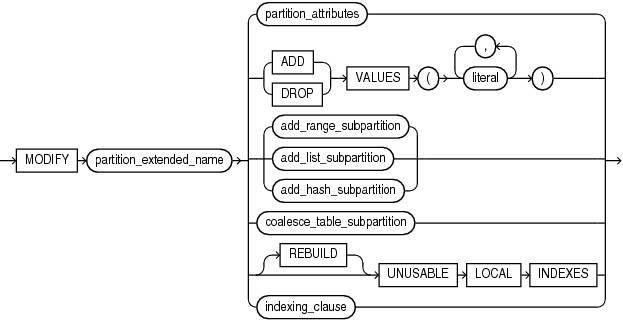 partition_attributes
ADD
DROP
VALUES ( , literal )
MODIFY partition_extended_name
add_range_subpartition
add_list_subpartition
add_hash_subpartition
coalesce_table_subpartition
REBUILD
UNUSABLE LOCAL INDEXES
indexing_clause